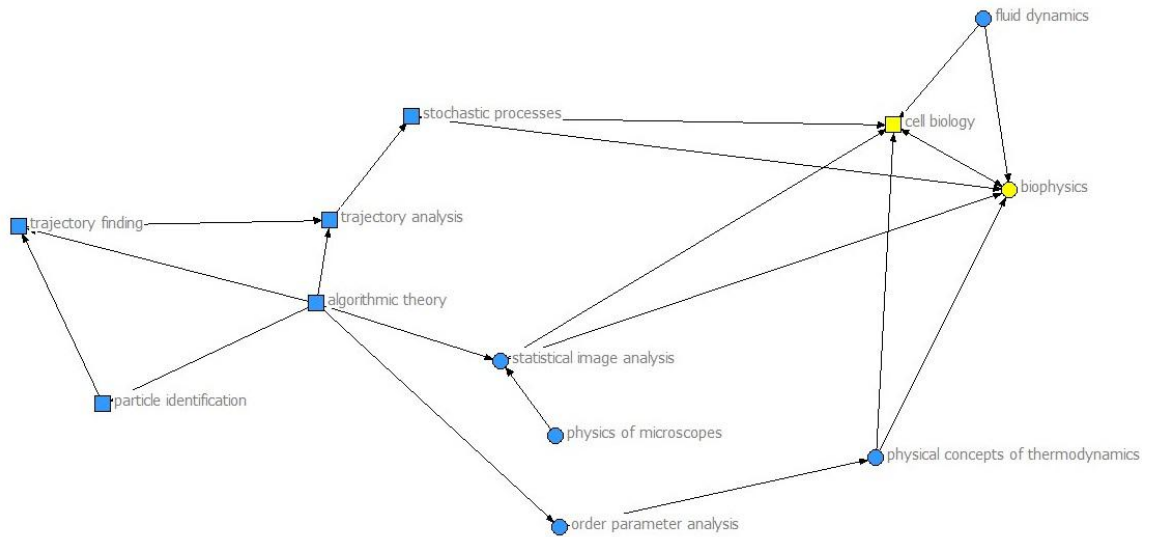 fluid dynamics
stochastic processes
cell biology
biophysics
trajectory finding
trajectory analysis
algorithmic theory
statistical image analysis
particle identification
physics of microscopes
physical concepts of thermodynamics
order parameter analysis